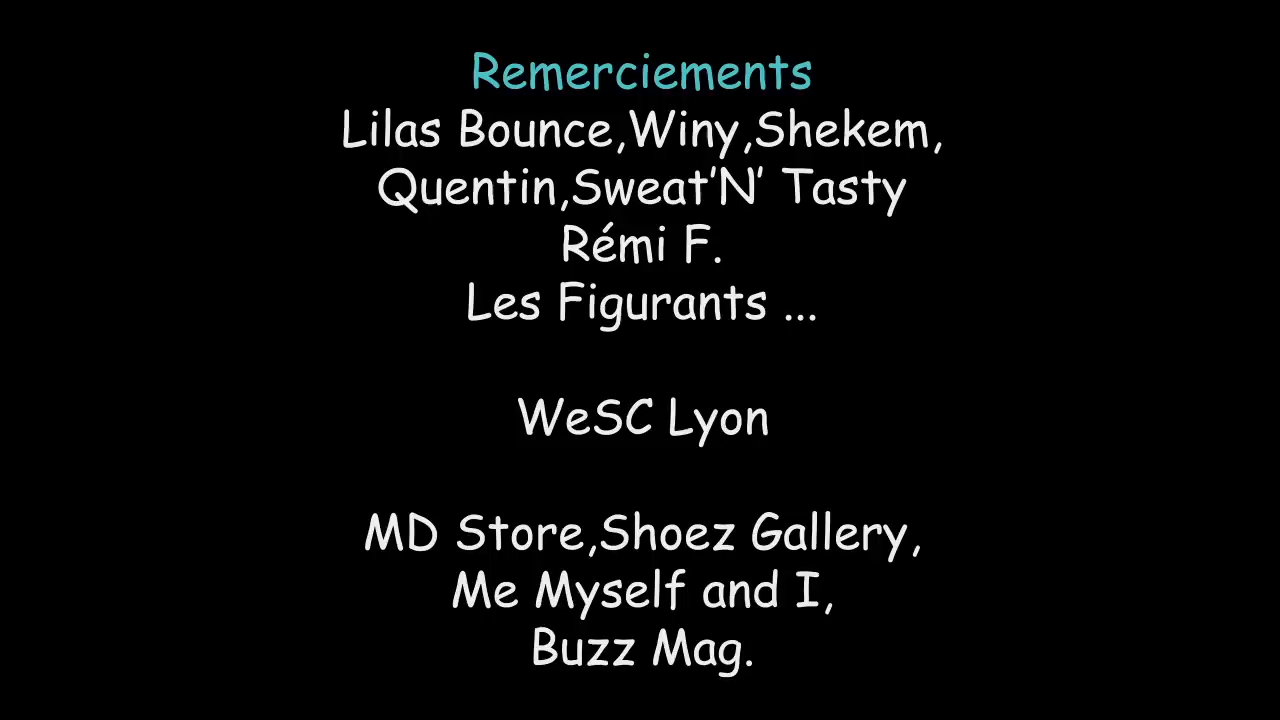 Remerciements
Lilas Bounce,Winy,Shekem,
Quentin,Sweat'N' Tasty
Rémi F.
Les Figurants ...
WeSC Lyon
MD Store,Shoez Gallery,
Me Myself and I,
Buzz Mag.